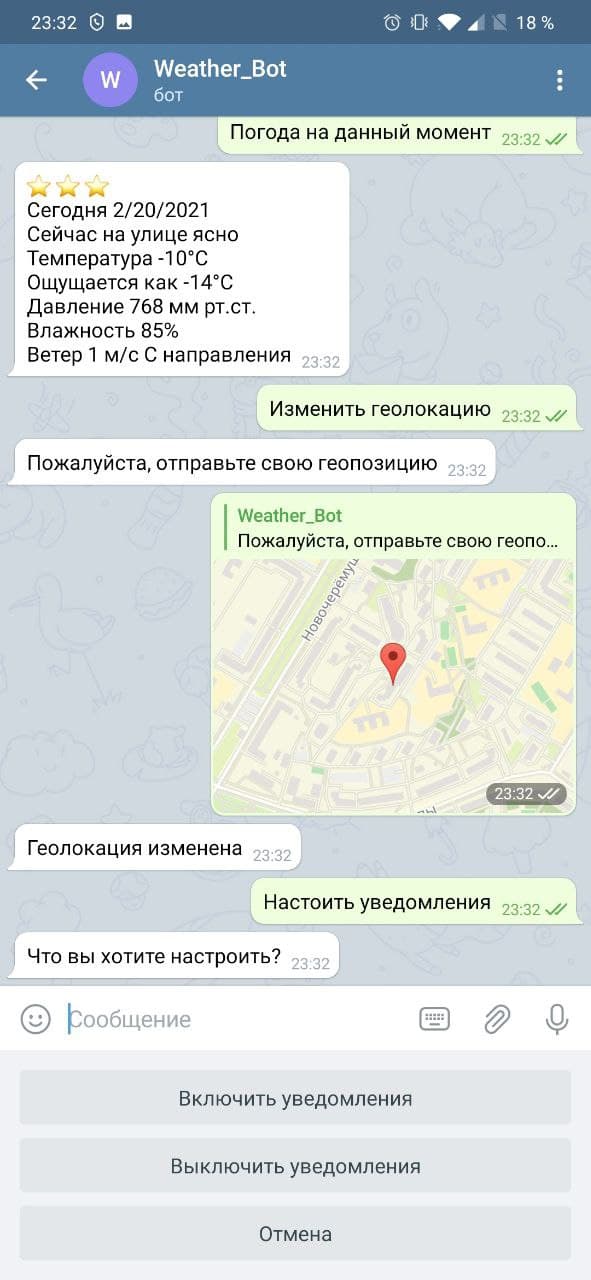 23:32
18 %
W
Weather_Bot
бот
Погода на данный момент 23:32
Сегодня 2/20/2021
Сейчас на улице ясно
Температура -10°C
Ощущается как -14°C
Давление 768 мм рт.ст.
Влажность 85%
Ветер 1 м/с С направления 23:32
Изменить геолокацию 23:32
Пожалуйста, отправьте свою геопозицию 23:32
Weather_Bot
Пожалуйста, отправьте свою геопо...
Новочерёмуш
23:32
Геолокация изменена 23:32
Настоить уведомления 23:32
Что вы хотите настроить? 23:32
Сообщение
Включить уведомления
Выключить уведомления
Отмена